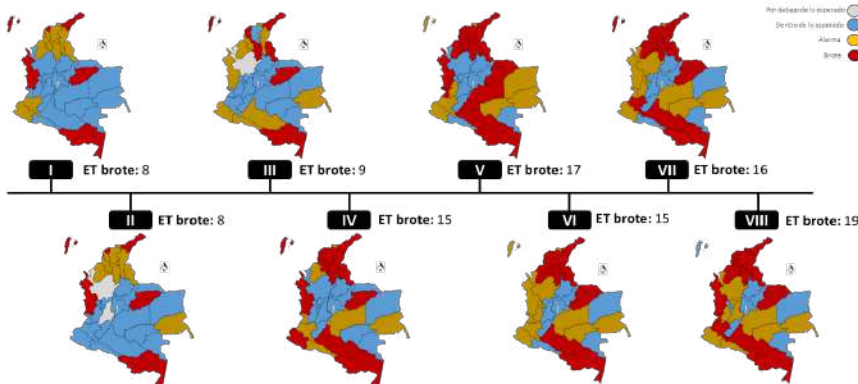 Por debajo de lo esperado
Dentro de lo esperado
Alarma
Brote
I ET brote: 8
III ET brote: 9
V ET brote: 17
VII ET brote: 16
II ET brote: 8
IV ET brote: 15
VI ET brote: 15
VIII ET brote: 19